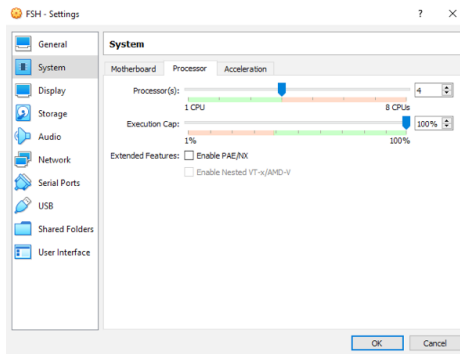 FSH - Settings
? ×
General
System
Display
Storage
Audio
Network
Serial Ports
USB
Shared Folders
User Interface
System
Motherboard Processor Acceleration
Processor(s): 4
1 CPU 8 CPUs
Execution Cap: 100%
1% 100%
Extended Features: Enable PAE/NX
Enable Nested VT-x/AMD-V
OK Cancel